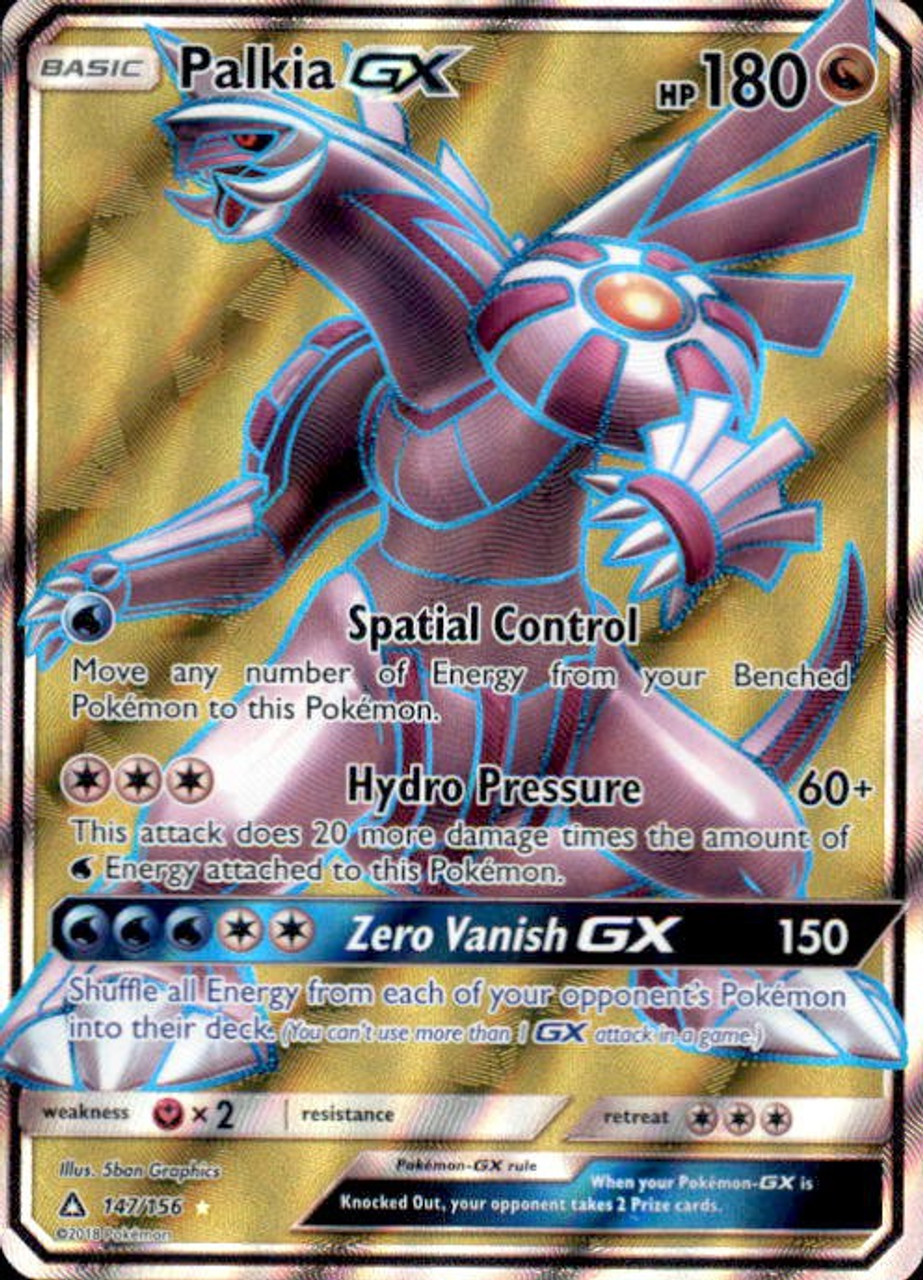 BASIC Palkia GX HP 180
Spatial Control
Move any number of Energy from your Benched
Pokémon to this Pokémon.
Hydro Pressure 60+
This attack does 20 more damage times the amount of
Energy attached to this Pokémon.
Zero Vanish GX 150
Shuffle all Energy from each of your opponent's Pokémon
into their deck. (You can't use more than 1 GX attack in a game.)
weakness × 2 resistance retreat
Illus. 5ban Graphics
147/156
©2018 Pokémon
Pokémon-GX rule
When your Pokémon-GX is
Knocked Out, your opponent takes 2 Prize cards.